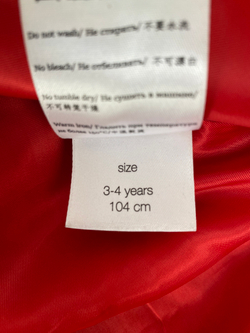 Do not wash/ Не стирать/ 不可水洗
No bleach/ Не отбеливать/ 不可漂白
No tumble dry/ Не сушить в машинке/
不可转笼干燥
size
3-4 years
104 cm